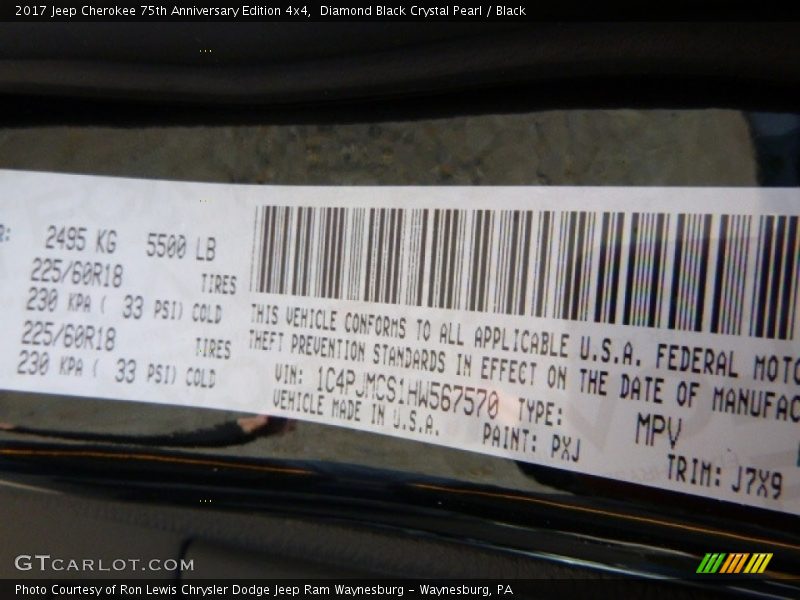 2017 Jeep Cherokee 75th Anniversary Edition 4x4, Diamond Black Crystal Pearl / Black
R: 2495 KG 5500 LB
225/60R18 TIRES
230 KPA ( 33 PSI) COLD
225/60R18 TIRES
230 KPA ( 33 PSI) COLD
THIS VEHICLE CONFORMS TO ALL APPLICABLE U.S.A. FEDERAL MOTO
THEFT PREVENTION STANDARDS IN EFFECT ON THE DATE OF MANUFAC
VIN: 1C4PJMCS1HW567570 TYPE: MPV
VEHICLE MADE IN U.S.A. PAINT: PXJ TRIM: J7X9
GTCARLOT.COM
Photo Courtesy of Ron Lewis Chrysler Dodge Jeep Ram Waynesburg - Waynesburg, PA